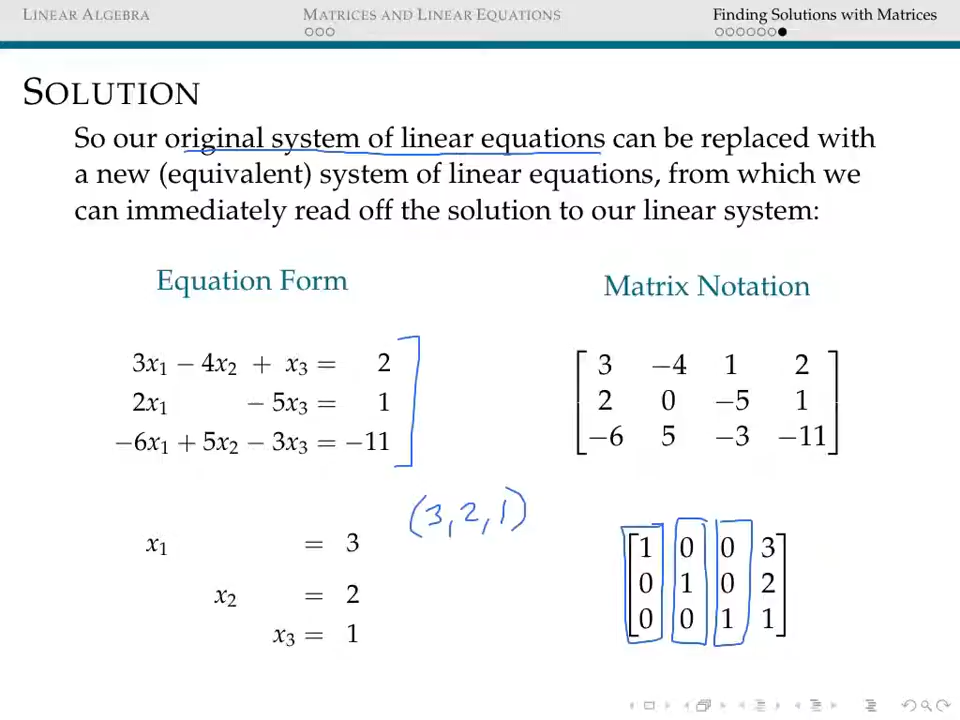 LINEAR ALGEBRA MATRICES AND LINEAR EQUATIONS Finding Solutions with Matrices
SOLUTION
So our original system of linear equations can be replaced with
a new (equivalent) system of linear equations, from which we
can immediately read off the solution to our linear system:
Equation Form
3x₁ − 4x₂ + x₃ = 2
2x₁ − 5x₃ = 1
−6x₁ + 5x₂ − 3x₃ = −11
(3, 2, 1)
x₁ = 3
x₂ = 2
x₃ = 1
Matrix Notation
3 −4 1 2
2 0 −5 1
−6 5 −3 −11
1 0 0 3
0 1 0 2
0 0 1 1